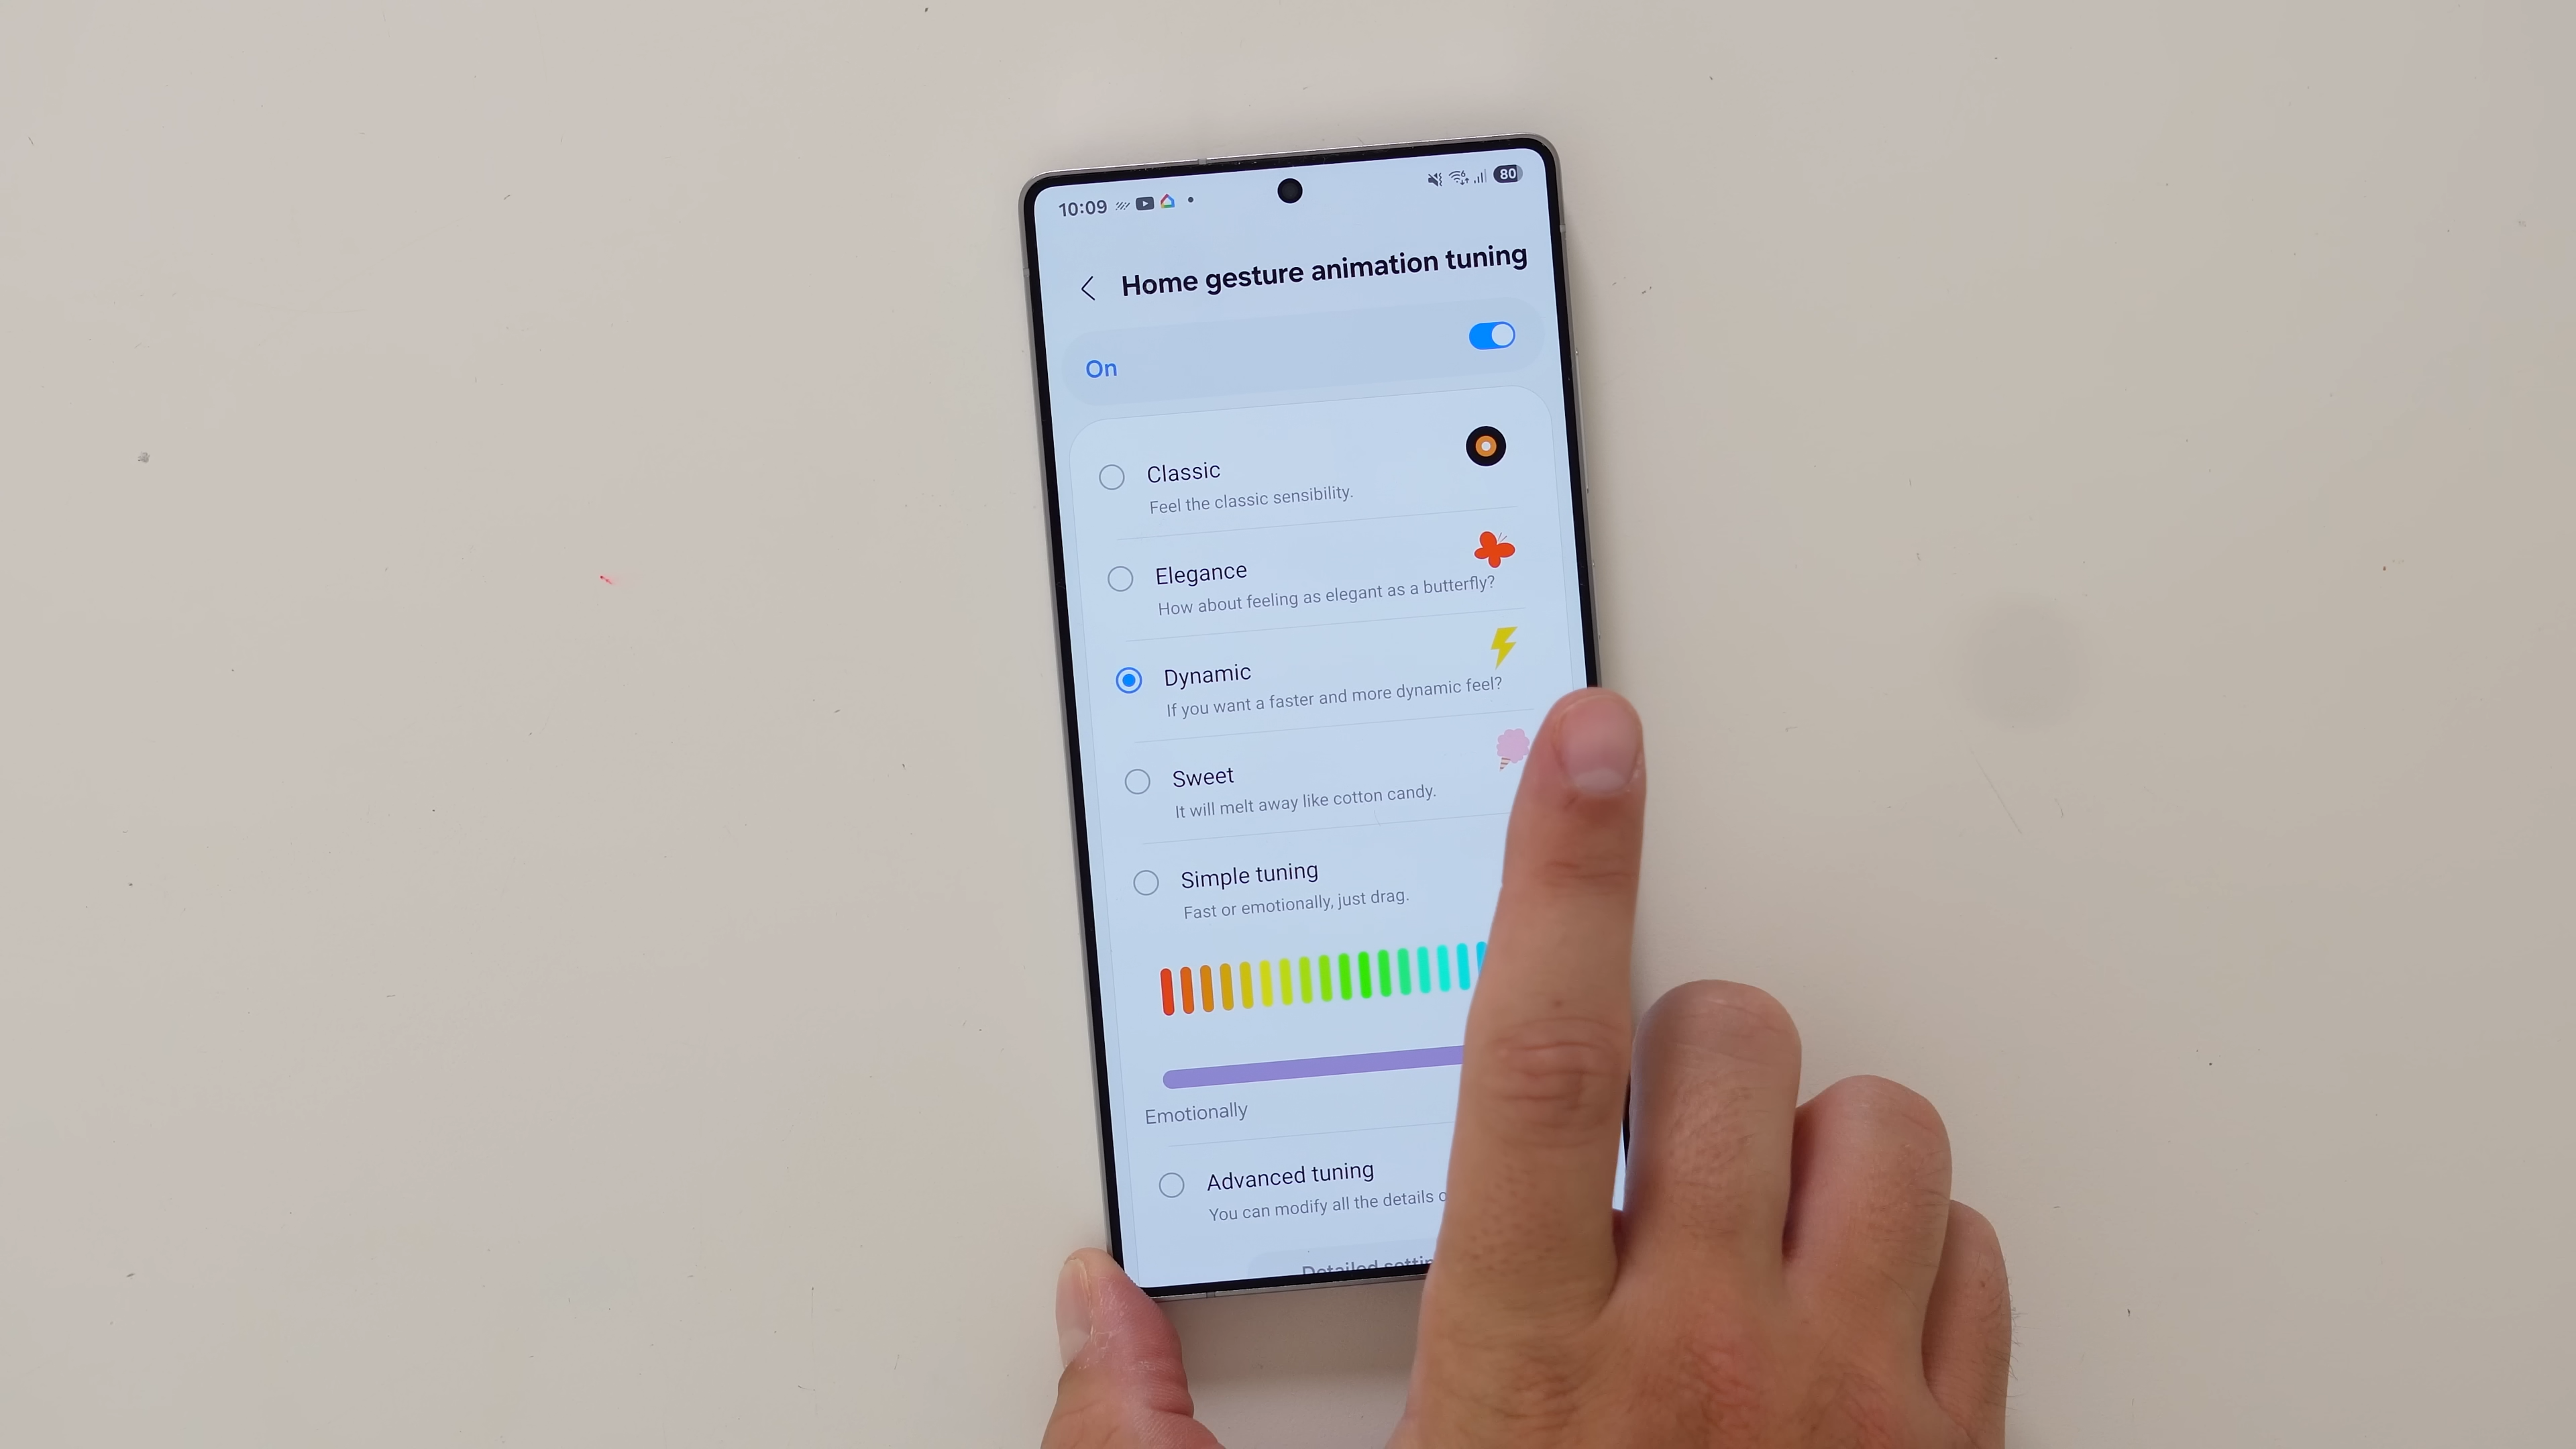 10:09
80
Home gesture animation tuning
On
Classic
Feel the classic sensibility.
Elegance
How about feeling as elegant as a butterfly?
Dynamic
If you want a faster and more dynamic feel?
Sweet
It will melt away like cotton candy.
Simple tuning
Fast or emotionally, just drag.
Emotionally
Advanced tuning
You can modify all the details
Detailed